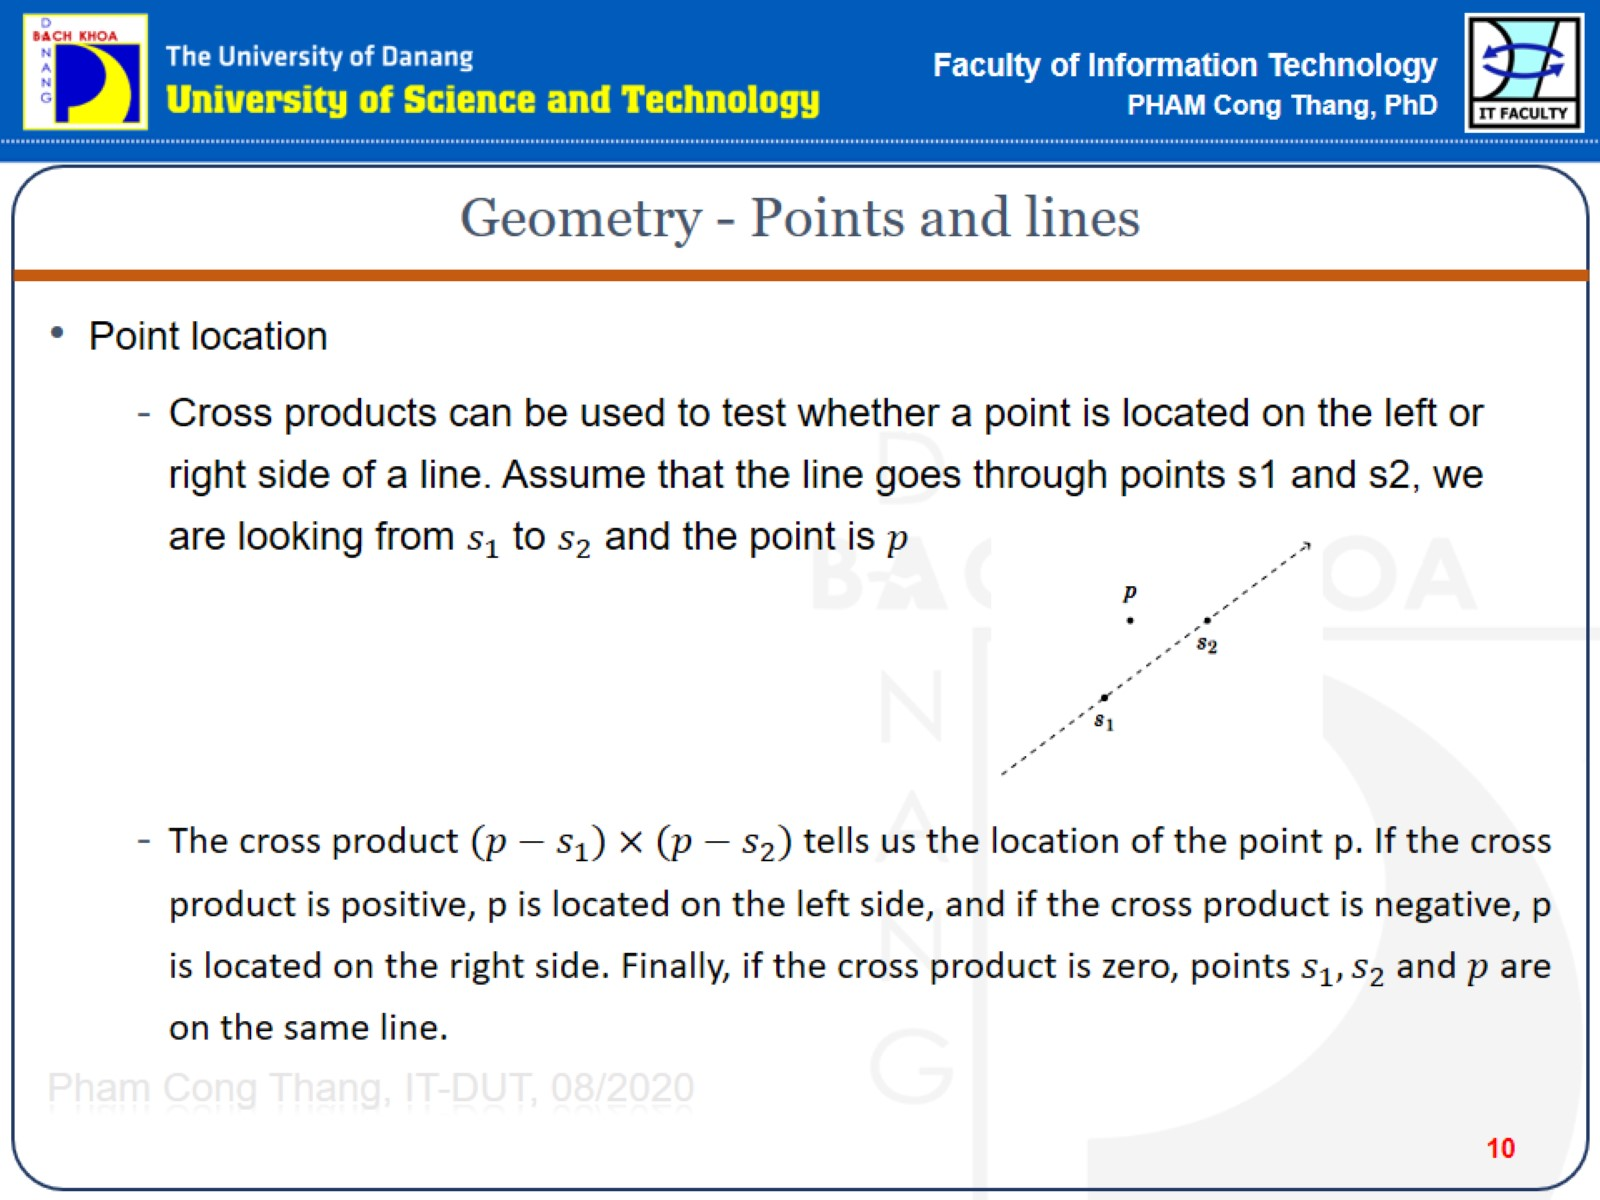 D
BACH KHOA
N
A
N
G
The University of Danang
University of Science and Technology
Faculty of Information Technology
PHAM Cong Thang, PhD
IT FACULTY
Geometry - Points and lines
• Point location
- Cross products can be used to test whether a point is located on the left or
right side of a line. Assume that the line goes through points s1 and s2, we
are looking from s₁ to s₂ and the point is p
p
s₂
s₁
- The cross product (p − s₁) × (p − s₂) tells us the location of the point p. If the cross
product is positive, p is located on the left side, and if the cross product is negative, p
is located on the right side. Finally, if the cross product is zero, points s₁, s₂ and p are
on the same line.
Pham Cong Thang, IT-DUT, 08/2020
10